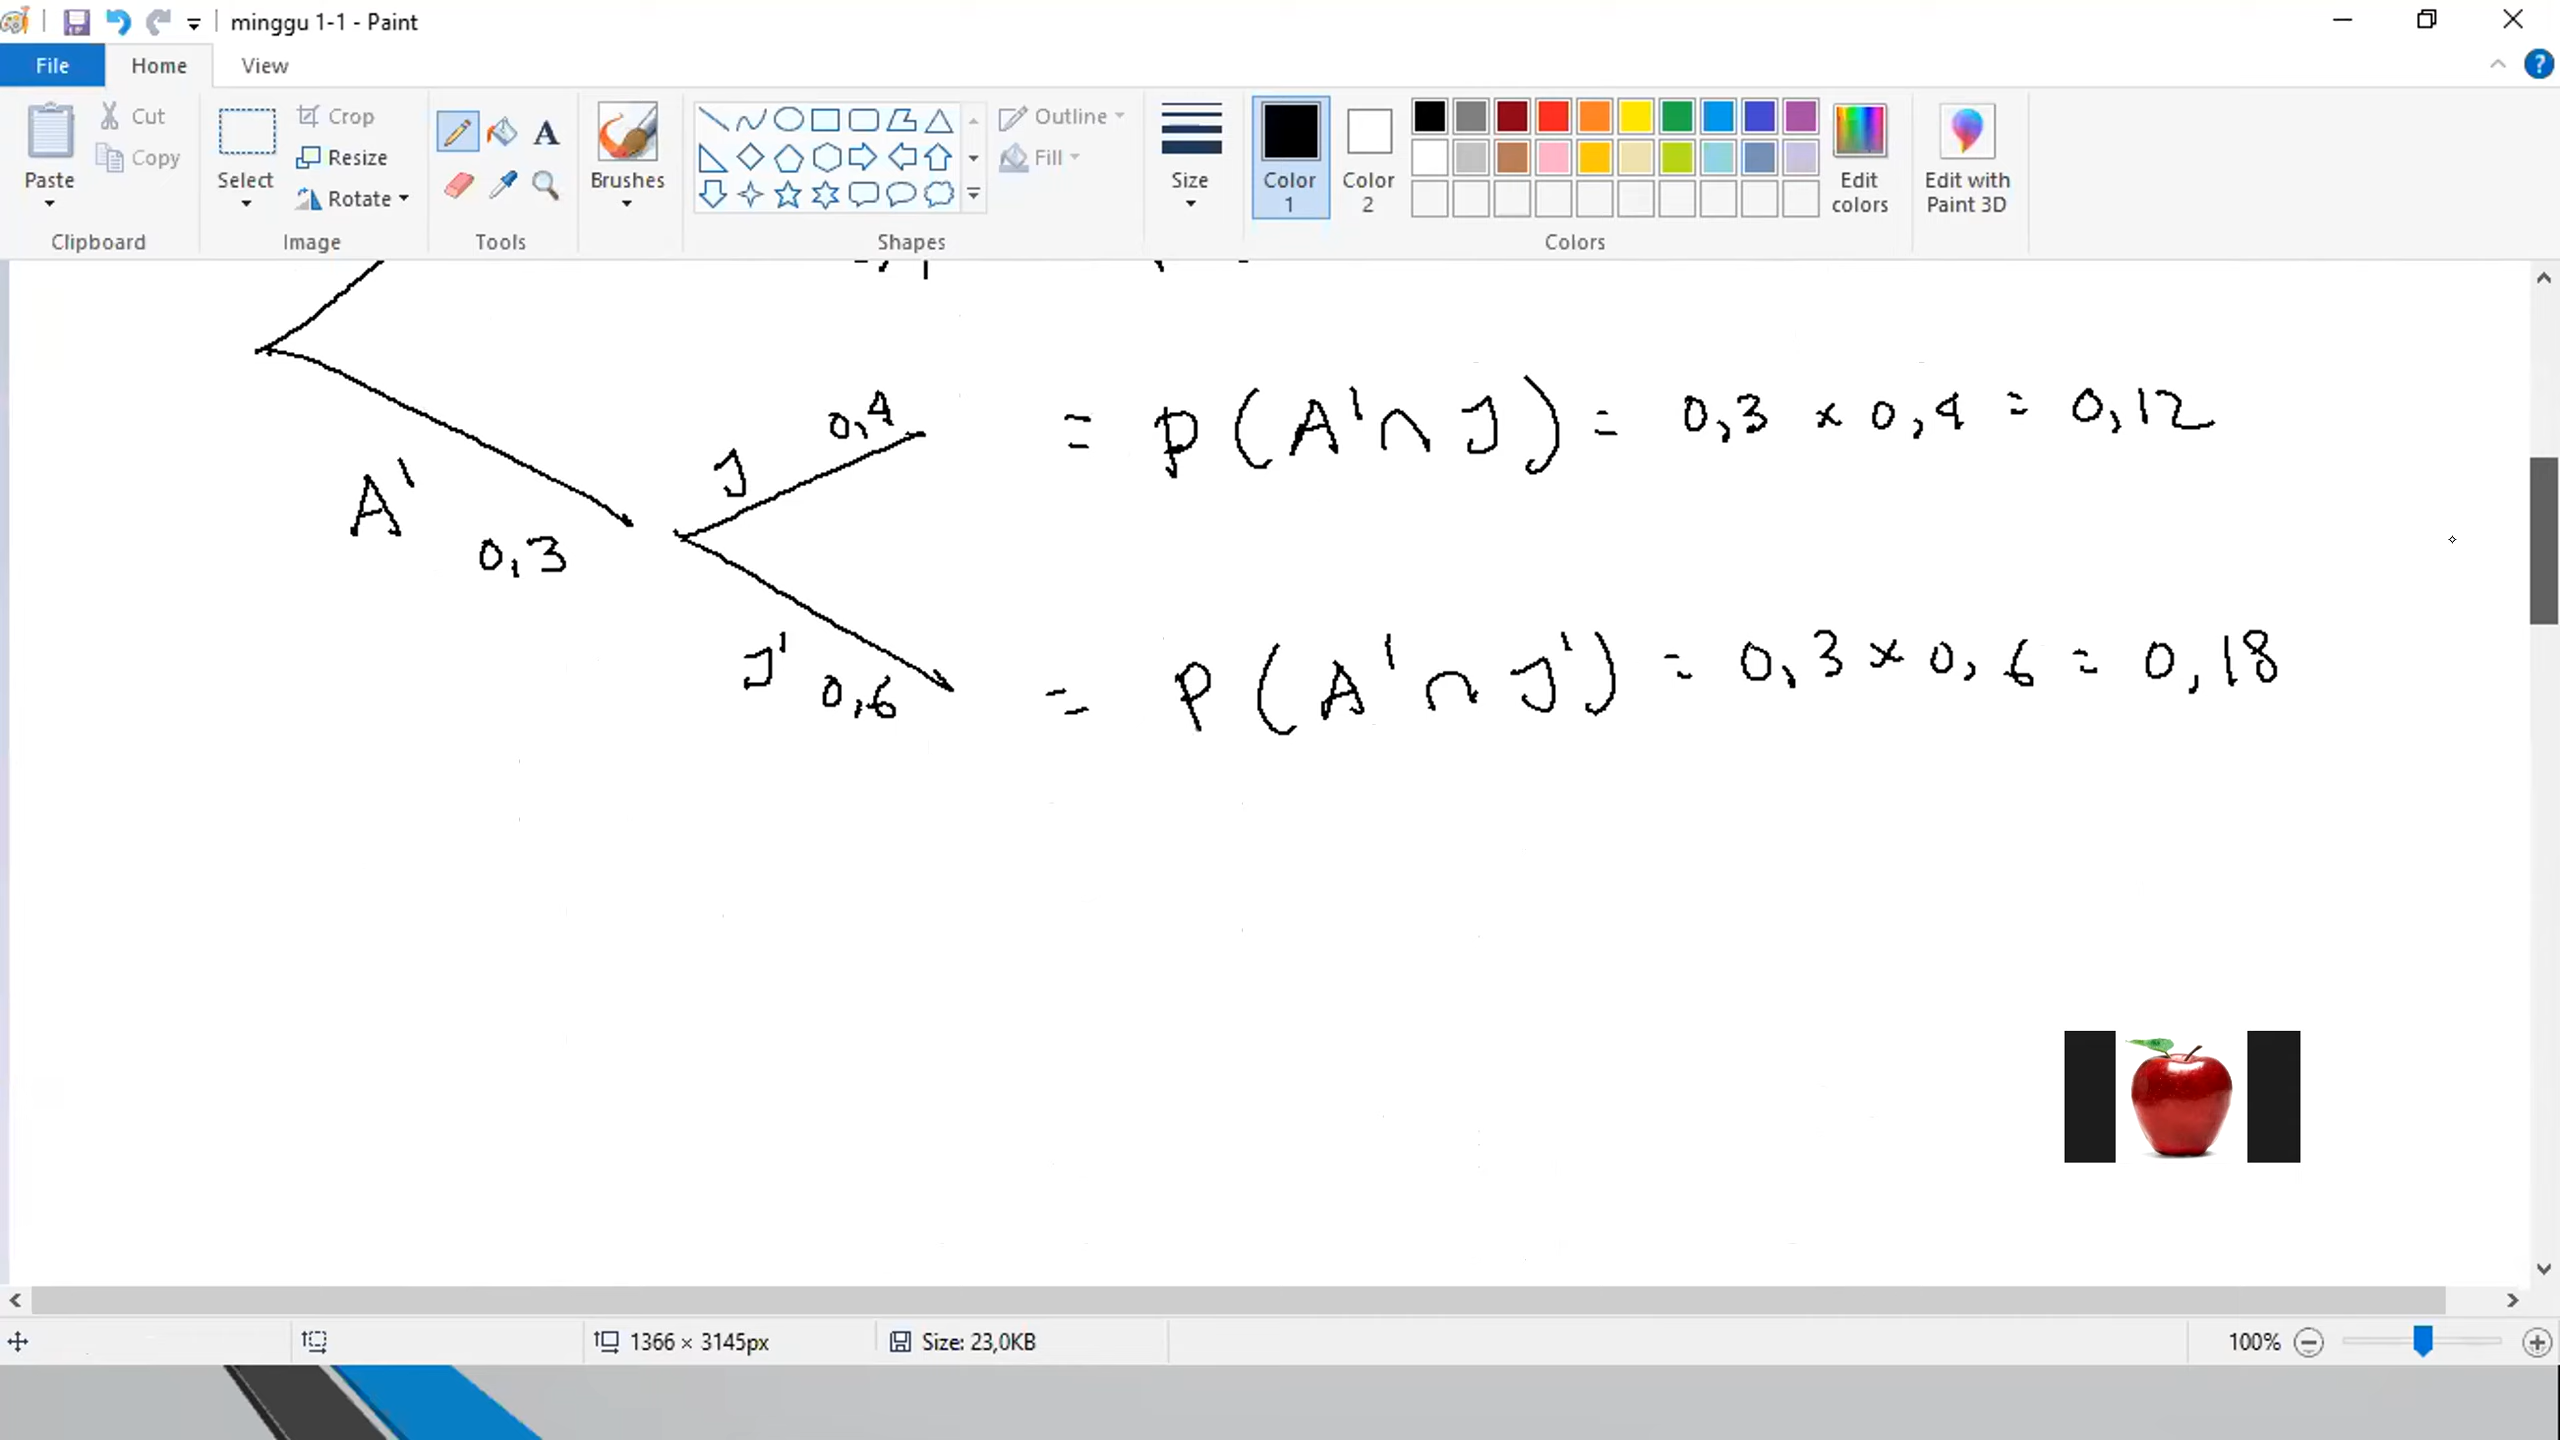 minggu 1-1 - Paint
File Home View
Paste
Cut
Copy
Clipboard
Select
Crop
Resize
Rotate
Image
A
Tools
Brushes
Shapes
Outline
Fill
Size
Color 1
Color 2
Colors
Edit colors
Edit with Paint 3D
A' 0,3
J 0,4 = P(A'∩J) = 0,3 × 0,4 = 0,12
J' 0,6 = P(A'∩J') = 0,3 × 0,6 = 0,18
1366 × 3145px
Size: 23,0KB
100%